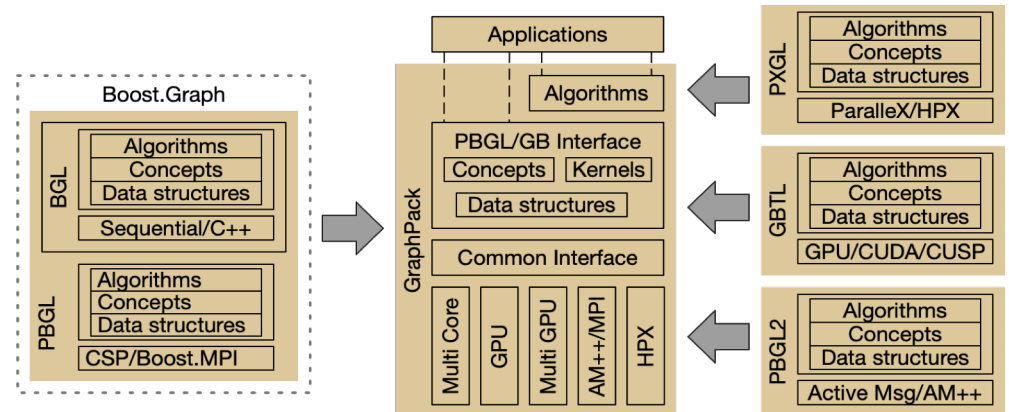 Boost.Graph
BGL
Algorithms
Concepts
Data structures
Sequential/C++
PBGL
Algorithms
Concepts
Data structures
CSP/Boost.MPI
Applications
GraphPack
Algorithms
PBGL/GB Interface
Concepts
Kernels
Data structures
Common Interface
Multi Core
GPU
Multi GPU
AM++/MPI
HPX
PXGL
Algorithms
Concepts
Data structures
ParalleX/HPX
GBTL
Algorithms
Concepts
Data structures
GPU/CUDA/CUSP
PBGL2
Algorithms
Concepts
Data structures
Active Msg/AM++